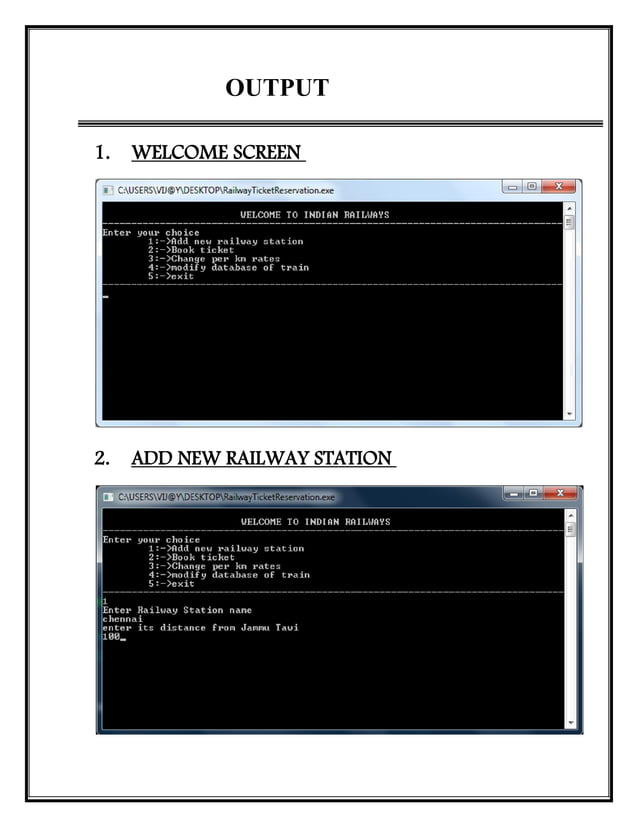 OUTPUT
1. WELCOME SCREEN
C:\USERS\VIJ@Y\DESKTOP\RailwayTicketReservation.exe
WELCOME TO INDIAN RAILWAYS
Enter your choice
1:->Add new railway station
2:->Book ticket
3:->Change per km rates
4:->modify database of train
5:->exit
2. ADD NEW RAILWAY STATION
C:\USERS\VIJ@Y\DESKTOP\RailwayTicketReservation.exe
WELCOME TO INDIAN RAILWAYS
Enter your choice
1:->Add new railway station
2:->Book ticket
3:->Change per km rates
4:->modify database of train
5:->exit
1
Enter Railway Station name
chennai
enter its distance from Jammu Tawi
100_